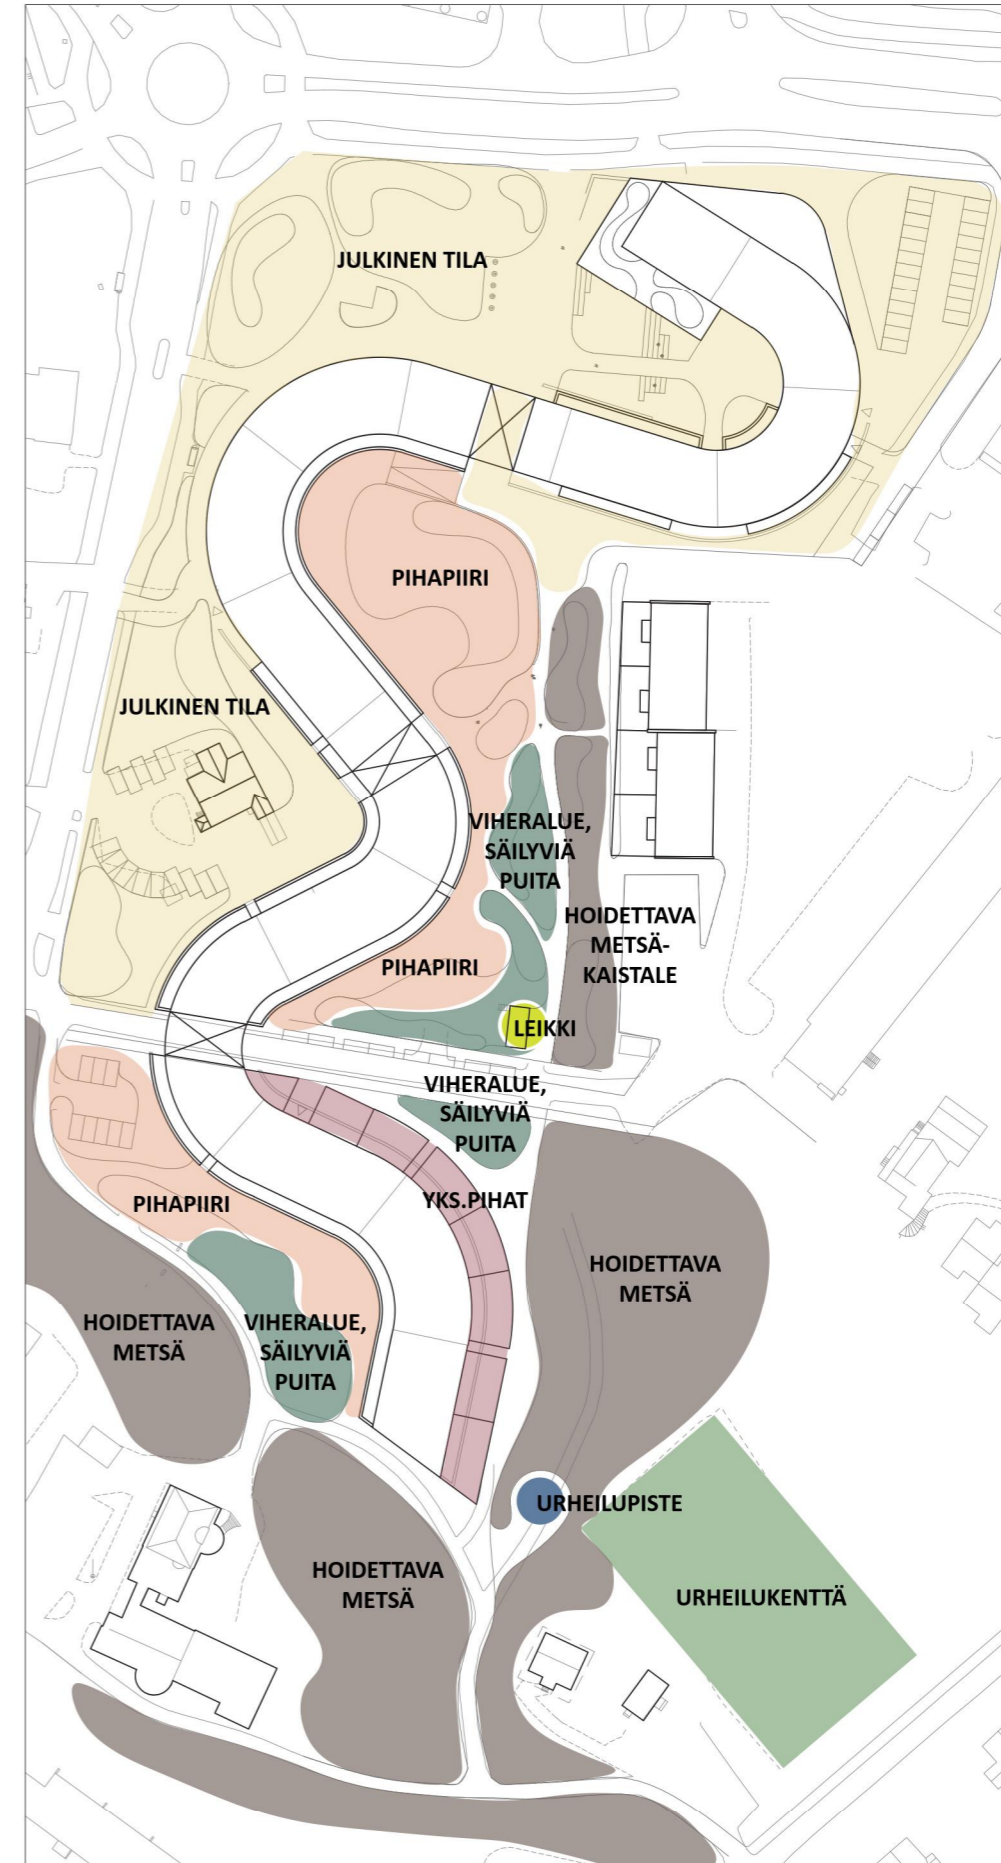 JULKINEN TILA
PIHAPIIRI
JULKINEN TILA
VIHERALUE,
SÄILYVIÄ
PUITA
HOIDETTAVA
METSÄ-
KAISTALE
PIHAPIIRI
LEIKKI
VIHERALUE,
SÄILYVIÄ
PUITA
YKS.PIHAT
PIHAPIIRI
HOIDETTAVA
METSÄ
HOIDETTAVA
METSÄ
VIHERALUE,
SÄILYVIÄ
PUITA
URHEILUPISTE
HOIDETTAVA
METSÄ
URHEILUKENTTÄ